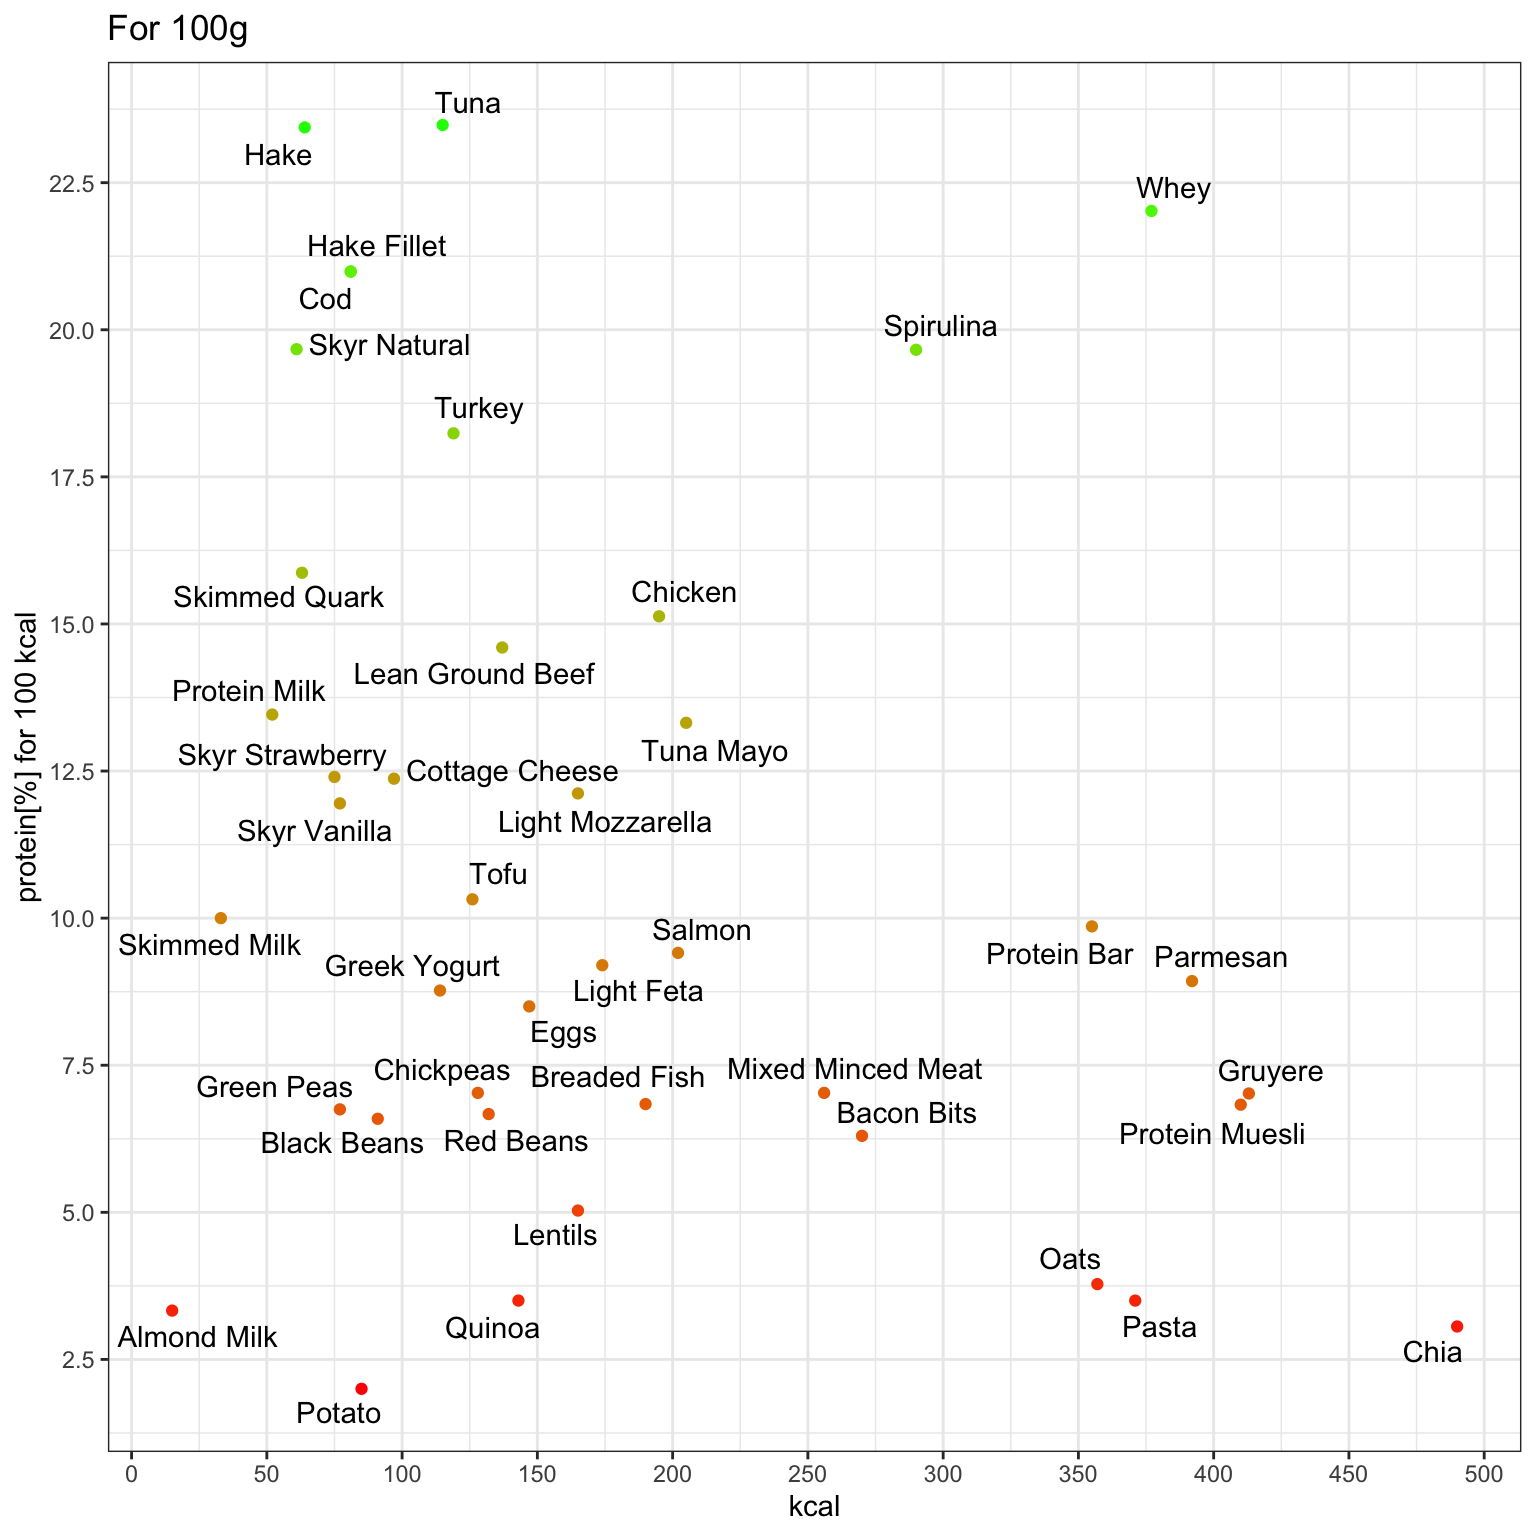 For 100g
Tuna
Hake
22.5
Whey
Hake Fillet
Cod
20.0
Spirulina
Skyr Natural
Turkey
17.5
Skimmed Quark
Chicken
15.0
Lean Ground Beef
Protein Milk
Tuna Mayo
Skyr Strawberry
Cottage Cheese
12.5
Light Mozzarella
Skyr Vanilla
protein[%] for 100 kcal
Tofu
10.0
Skimmed Milk
Salmon
Protein Bar
Parmesan
Greek Yogurt
Light Feta
Eggs
7.5
Chickpeas
Breaded Fish
Mixed Minced Meat
Gruyere
Green Peas
Bacon Bits
Black Beans
Red Beans
Protein Muesli
5.0
Lentils
Oats
Almond Milk
Quinoa
Pasta
Chia
2.5
Potato
0 50 100 150 200 250 300 350 400 450 500
kcal